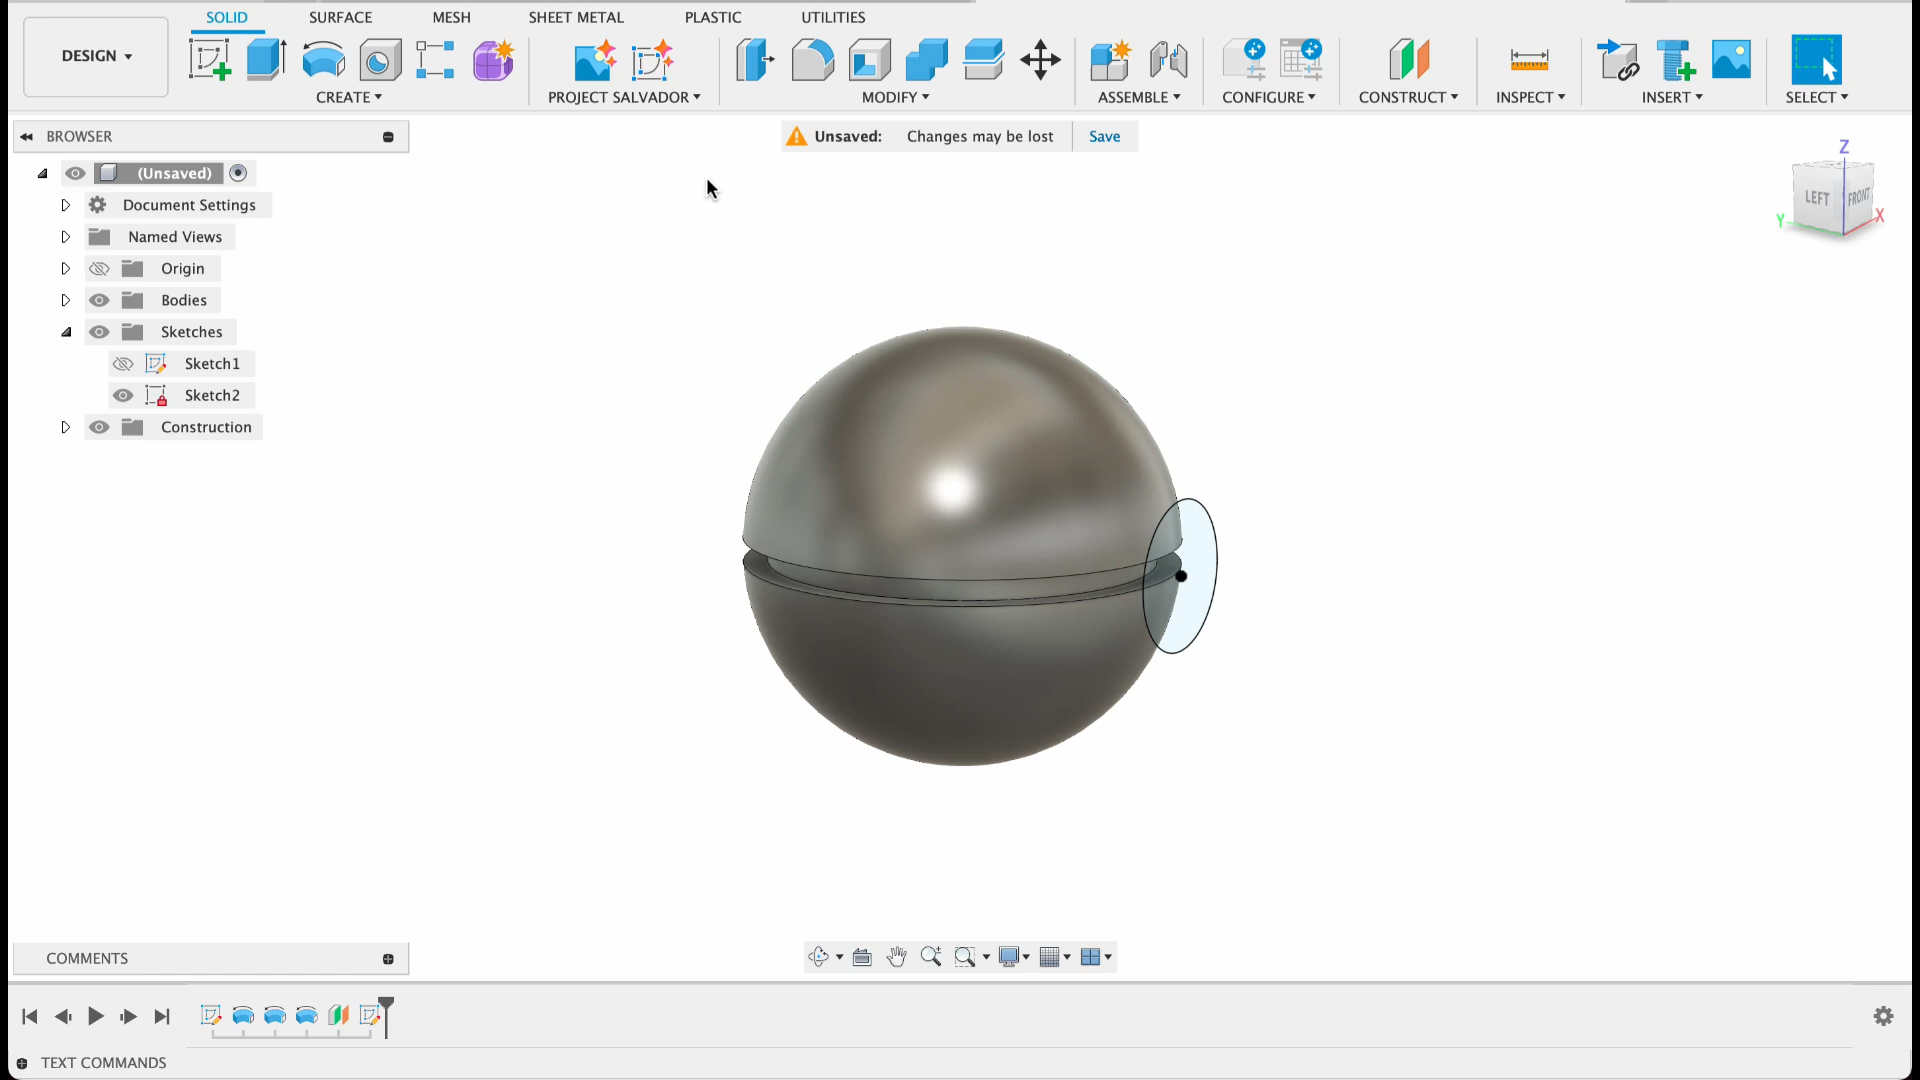 SOLID SURFACE MESH SHEET METAL PLASTIC UTILITIES
DESIGN
CREATE PROJECT SALVADOR MODIFY ASSEMBLE CONFIGURE CONSTRUCT INSPECT INSERT SELECT
BROWSER
Unsaved: Changes may be lost Save
(Unsaved)
Document Settings
Named Views
Origin
Bodies
Sketches
Sketch1
Sketch2
Construction
Z
LEFT FRONT
Y X
COMMENTS
TEXT COMMANDS